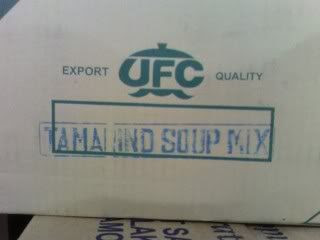 EXPORT UFC QUALITY
TAMARIND SOUP MIX